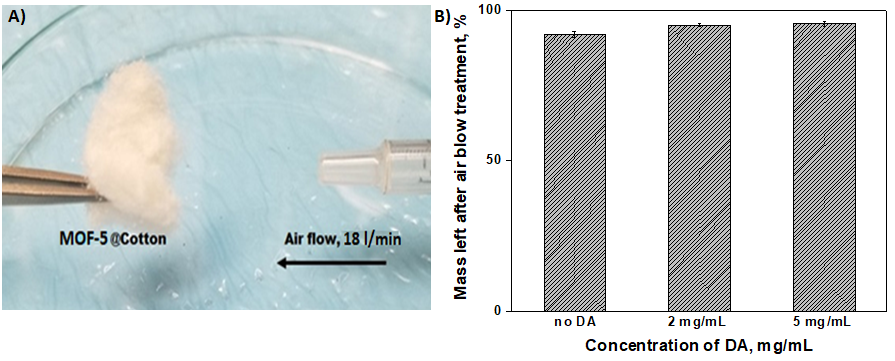 A)
MOF-5@Cotton
Air flow, 18 l/min
B)
Mass left after air blow treatment, %
100
50
0
no DA
2 mg/mL
5 mg/mL
Concentration of DA, mg/mL